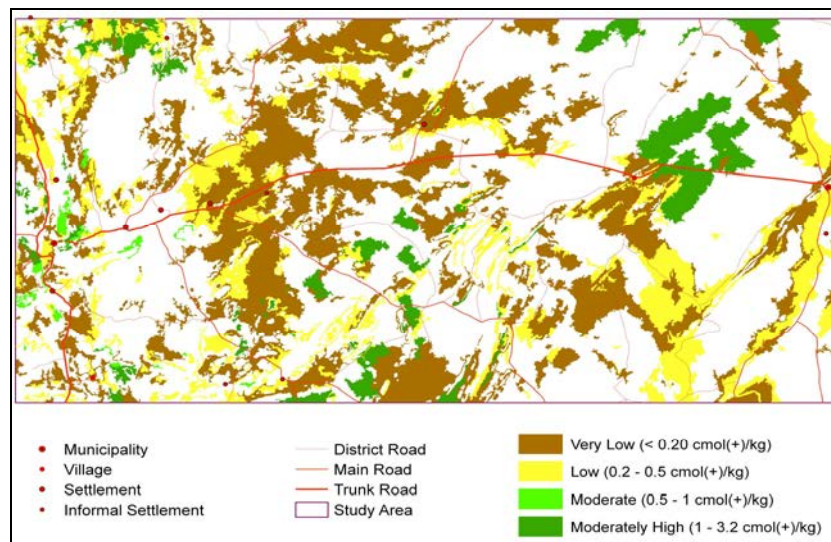 Municipality
Village
Settlement
Informal Settlement
District Road
Main Road
Trunk Road
Study Area
Very Low (< 0.20 cmol(+)/kg)
Low (0.2 - 0.5 cmol(+)/kg)
Moderate (0.5 - 1 cmol(+)/kg)
Moderately High (1 - 3.2 cmol(+)/kg)